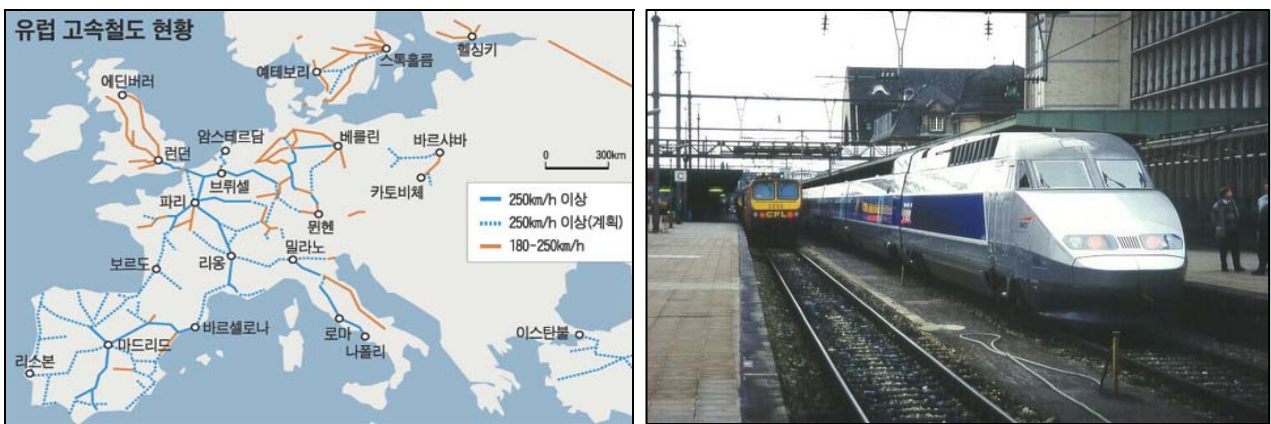 유럽 고속철도 현황
헬싱키
스톡홀름
예테보리
에딘버러
암스테르담
베를린
바르샤바
런던
0 300km
브뤼셀
카토비체
250km/h 이상
파리
뮌헨
250km/h 이상(계획)
밀라노
180-250km/h
보르도
리옹
바르셀로나
로마
이스탄불
마드리드
나폴리
리스본
C
CFL